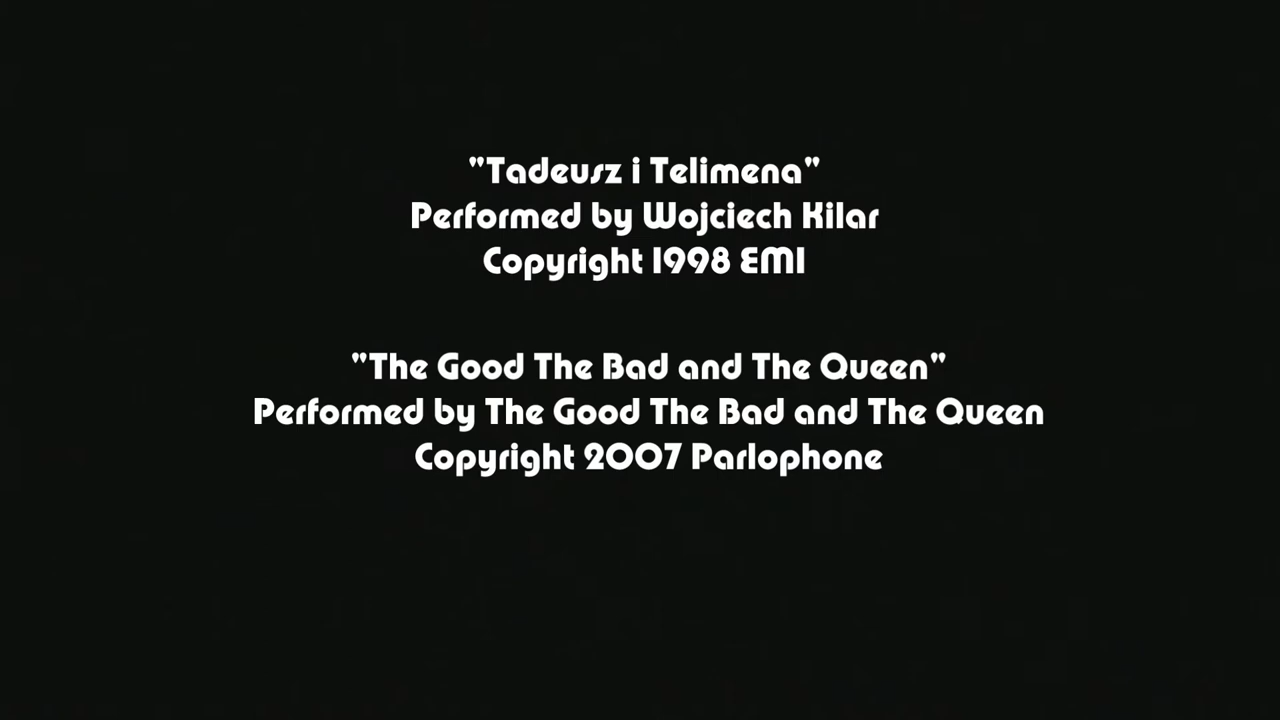 "Tadeusz i Telimena"
Performed by Wojciech Kilar
Copyright 1998 EMI
"The Good The Bad and The Queen"
Performed by The Good The Bad and The Queen
Copyright 2007 Parlophone